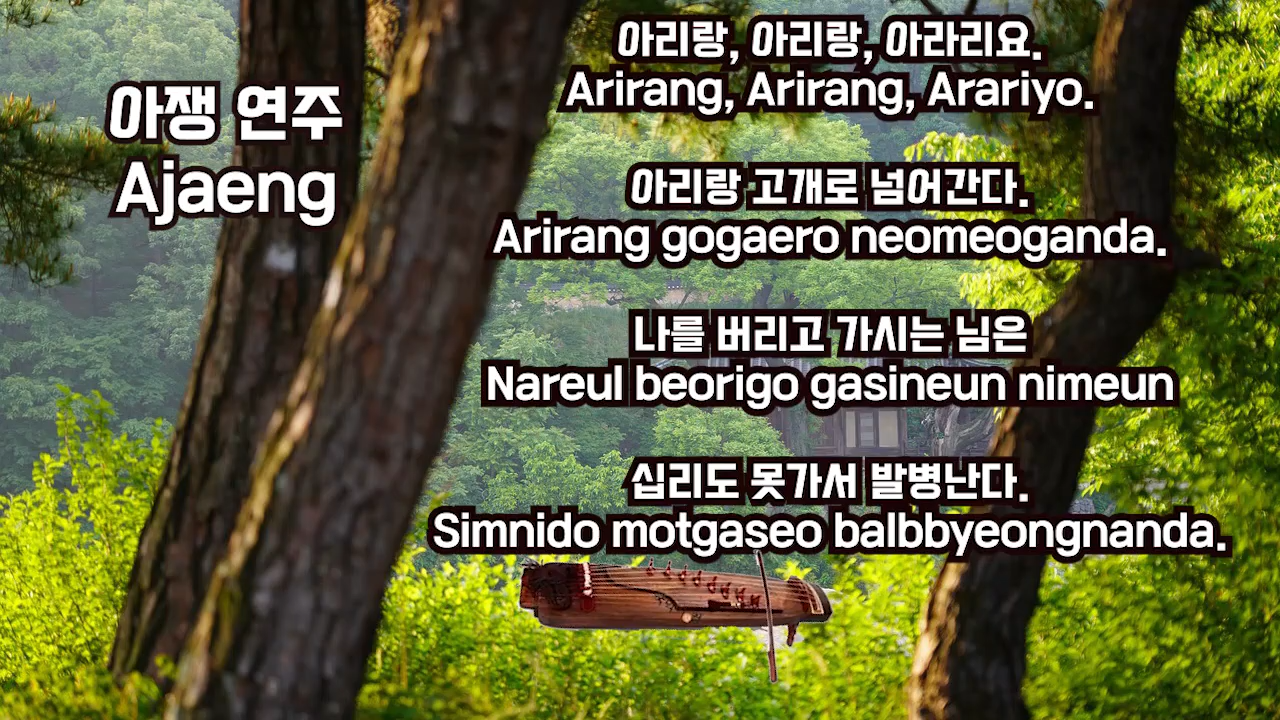 아쟁 연주
Ajaeng
아리랑, 아리랑, 아라리요.
Arirang, Arirang, Arariyo.
아리랑 고개로 넘어간다.
Arirang gogaero neomeoganda.
나를 버리고 가시는 님은
Nareul beorigo gasineun nimeun
십리도 못가서 발병난다.
Simnido motgaseo balbbyeongnanda.